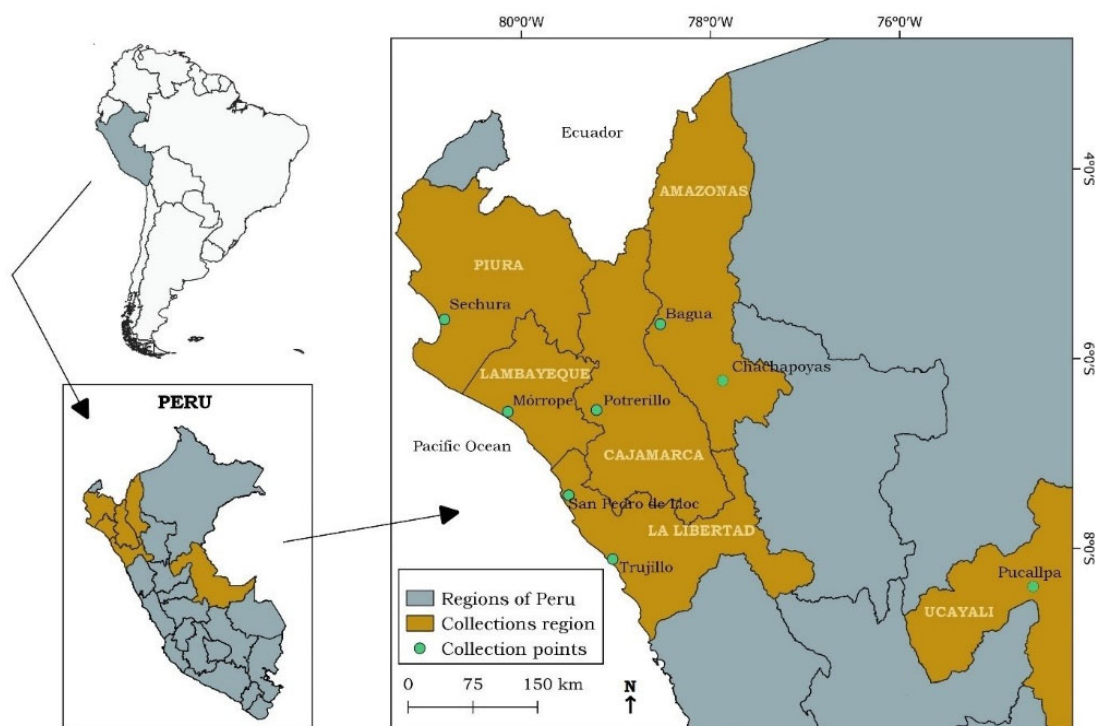 80°0'W 78°0'W 76°0'W
Ecuador
4°0'S
AMAZONAS
PIURA
Sechura
Bagua
6°0'S
LAMBAYEQUE
Chachapoyas
Mórrope
Potrerillo
PERU
Pacific Ocean
CAJAMARCA
San Pedro de Lloc
LA LIBERTAD
8°0'S
Trujillo
Pucallpa
UCAYALI
Regions of Peru
Collections region
Collection points
0 75 150 km
N